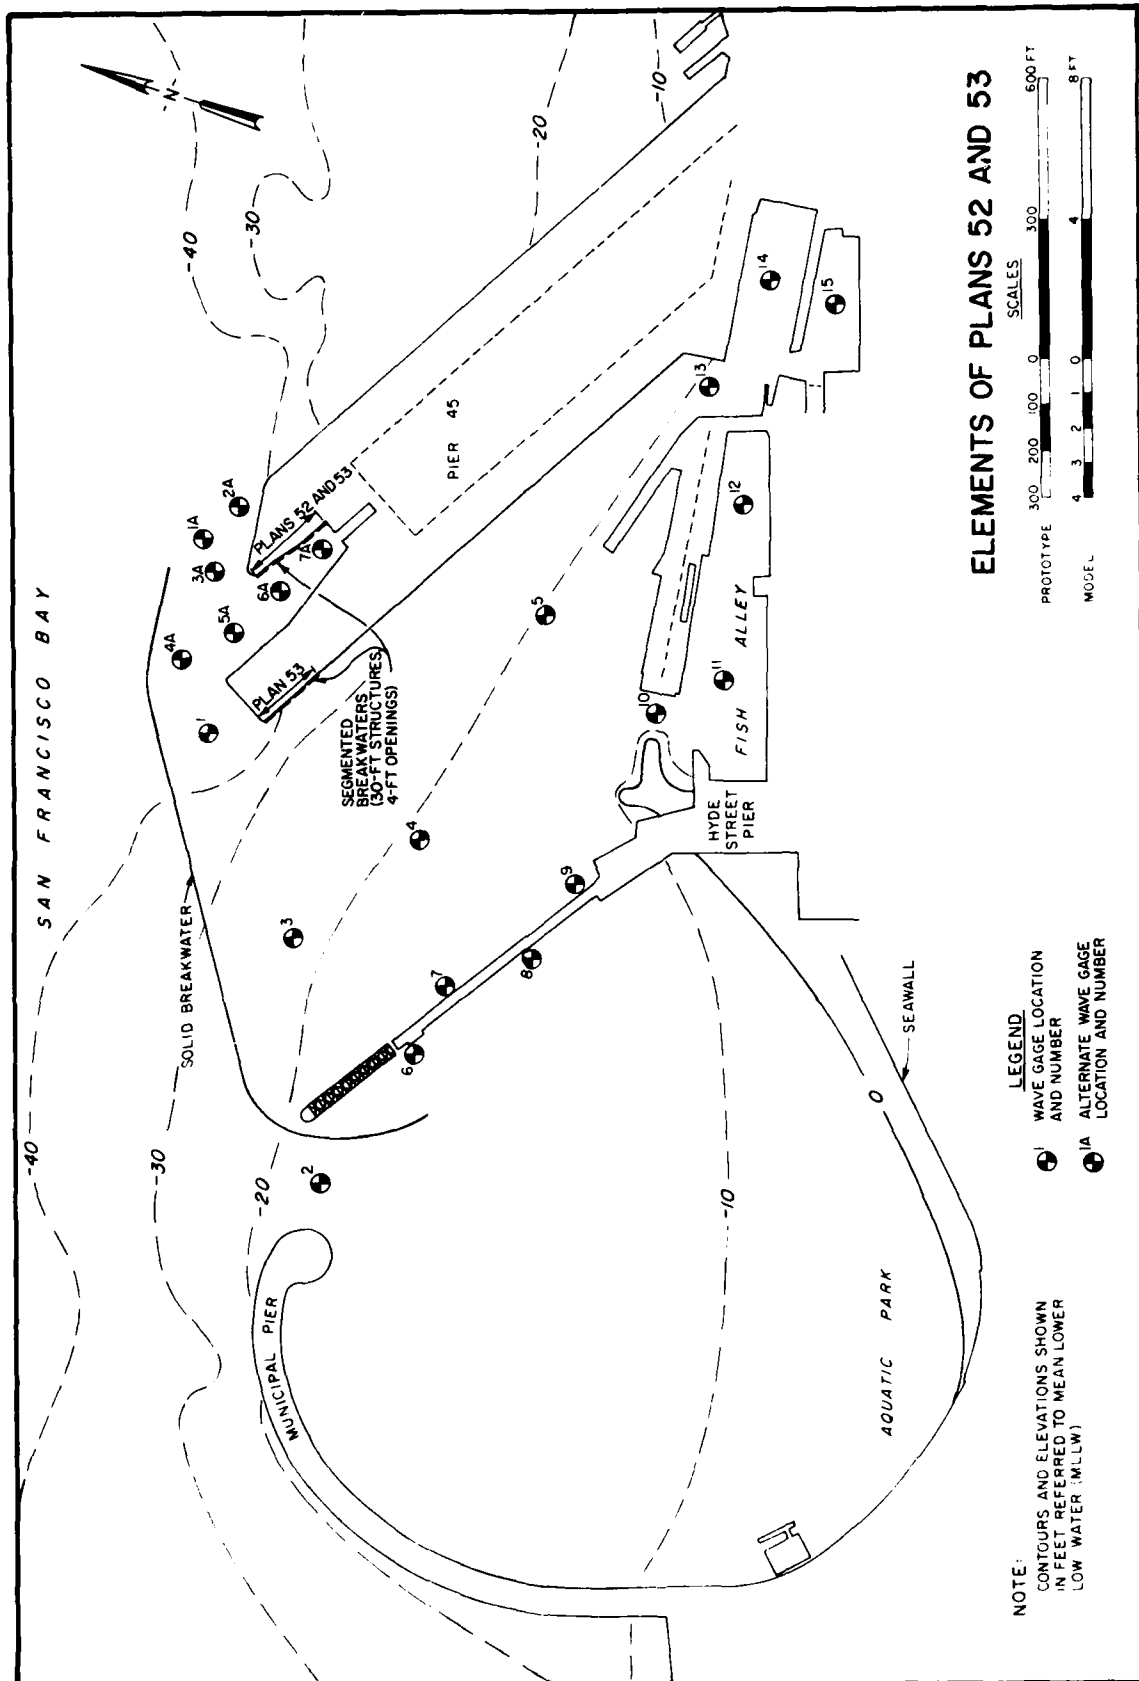 SAN FRANCISCO BAY
-40
-30
-20
-10
N
-40
-30
-20
-10
0
SOLID BREAKWATER
MUNICIPAL PIER
AQUATIC PARK
SEAWALL
HYDE
STREET
PIER
FISH ALLEY
PIER 45
PLANS 52 AND 53
PLAN 53
SEGMENTED
BREAKWATERS
(30-FT STRUCTURES,
4-FT OPENINGS)
1
2
3
4
5
6
7
8
9
10
11
12
13
14
15
1A
2A
3A
4A
5A
6A
7A
NOTE:
CONTOURS AND ELEVATIONS SHOWN
IN FEET REFERRED TO MEAN LOWER
LOW WATER (MLLW)
LEGEND
1 WAVE GAGE LOCATION
AND NUMBER
1A ALTERNATE WAVE GAGE
LOCATION AND NUMBER
ELEMENTS OF PLANS 52 AND 53
SCALES
PROTOTYPE 300 200 100 0 300 600 FT
MODEL 4 3 2 1 0 4 8 FT